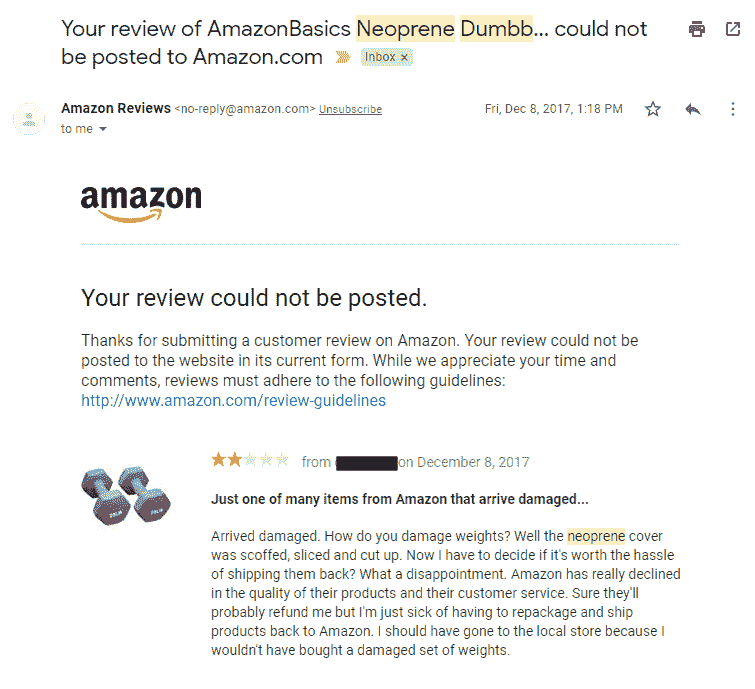 Your review of AmazonBasics Neoprene Dumbb... could not
be posted to Amazon.com Inbox x
Amazon Reviews <no-reply@amazon.com> Unsubscribe Fri, Dec 8, 2017, 1:18 PM
to me
amazon
Your review could not be posted.
Thanks for submitting a customer review on Amazon. Your review could not be
posted to the website in its current form. While we appreciate your time and
comments, reviews must adhere to the following guidelines:
http://www.amazon.com/review-guidelines
from on December 8, 2017
Just one of many items from Amazon that arrive damaged...
Arrived damaged. How do you damage weights? Well the neoprene cover
was scoffed, sliced and cut up. Now I have to decide if it's worth the hassle
of shipping them back? What a disappointment. Amazon has really declined
in the quality of their products and their customer service. Sure they'll
probably refund me but I'm just sick of having to repackage and ship
products back to Amazon. I should have gone to the local store because I
wouldn't have bought a damaged set of weights.